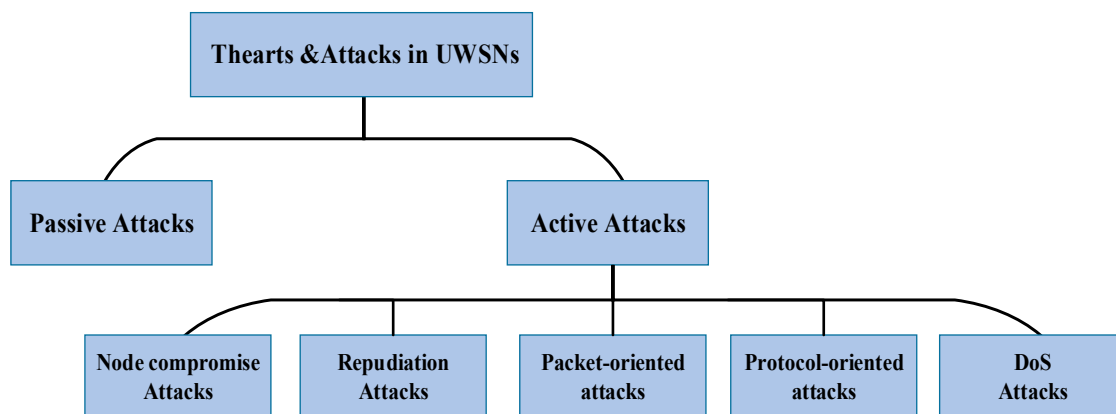 Thearts &Attacks in UWSNs
Passive Attacks
Active Attacks
Node compromise
Attacks
Repudiation
Attacks
Packet-oriented
attacks
Protocol-oriented
attacks
DoS
Attacks